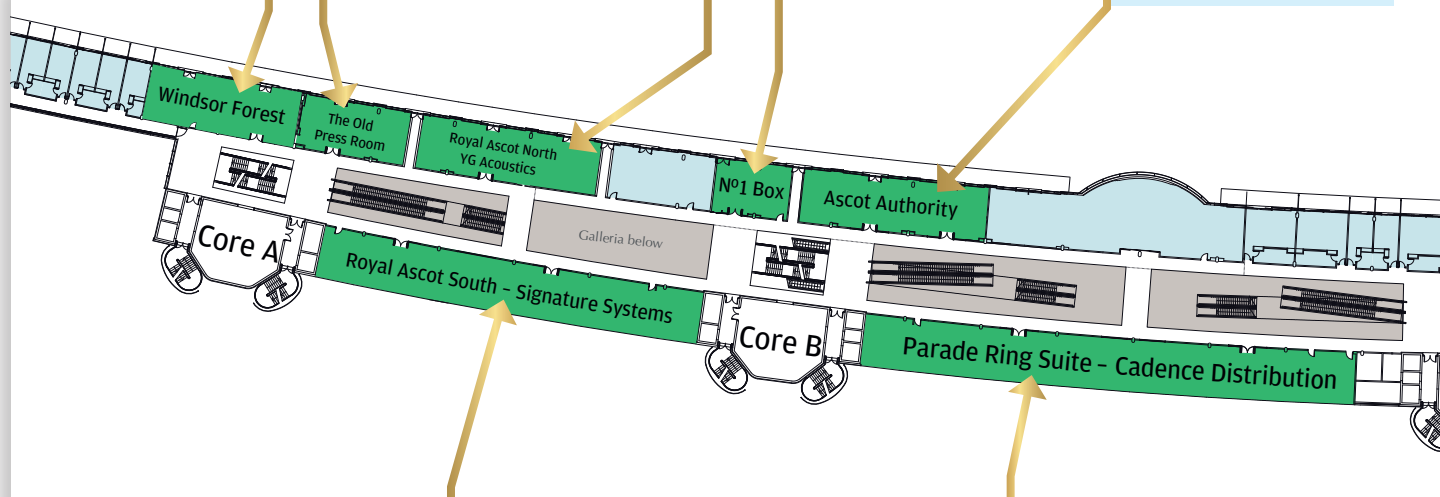 Windsor Forest
The Old
Press Room
Royal Ascot North
YG Acoustics
Nº1 Box
Ascot Authority
Galleria below
Core A
Royal Ascot South – Signature Systems
Core B
Parade Ring Suite – Cadence Distribution